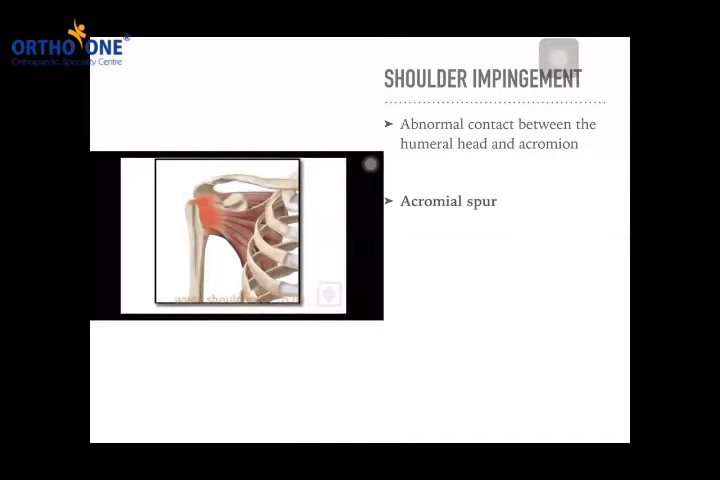 ORTHO ONE®
Orthopaedic Speciality Centre
SHOULDER IMPINGEMENT
➤ Abnormal contact between the
humeral head and acromion
➤ Acromial spur